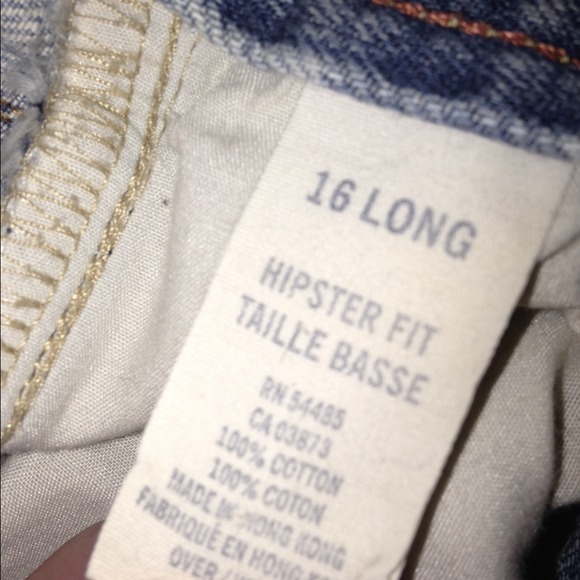 16 LONG
HIPSTER FIT
TAILLE BASSE
RN 54485
CA 03873
100% COTTON
100% COTON
MADE IN HONG KONG
FABRIQUÉ EN HONG KONG
OVER/